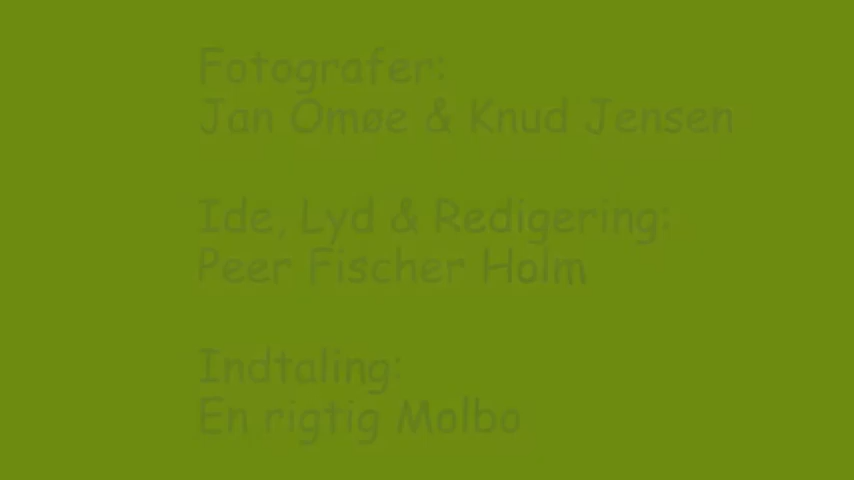 Fotografer:
Jan Omøe & Knud Jensen
Ide, Lyd & Redigering:
Peer Fischer Holm
Indtaling:
En rigtig Molbo